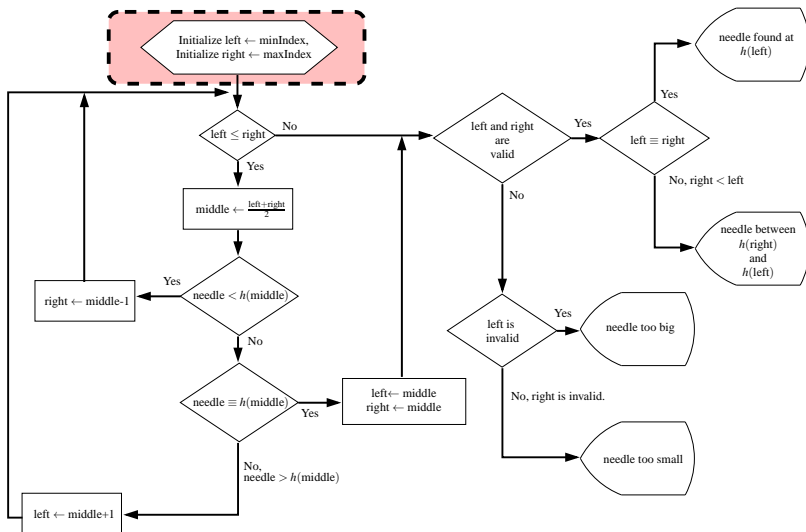 Initialize left ← minIndex,
Initialize right ← maxIndex
left ≤ right
No
Yes
middle ← left+right/2
needle < h(middle)
Yes
No
right ← middle-1
needle ≡ h(middle)
Yes
No,
needle > h(middle)
left ← middle+1
left← middle
right ← middle
left and right
are
valid
Yes
No
left ≡ right
Yes
No, right < left
needle found at
h(left)
needle between
h(right)
and
h(left)
left is
invalid
Yes
No, right is invalid.
needle too big
needle too small